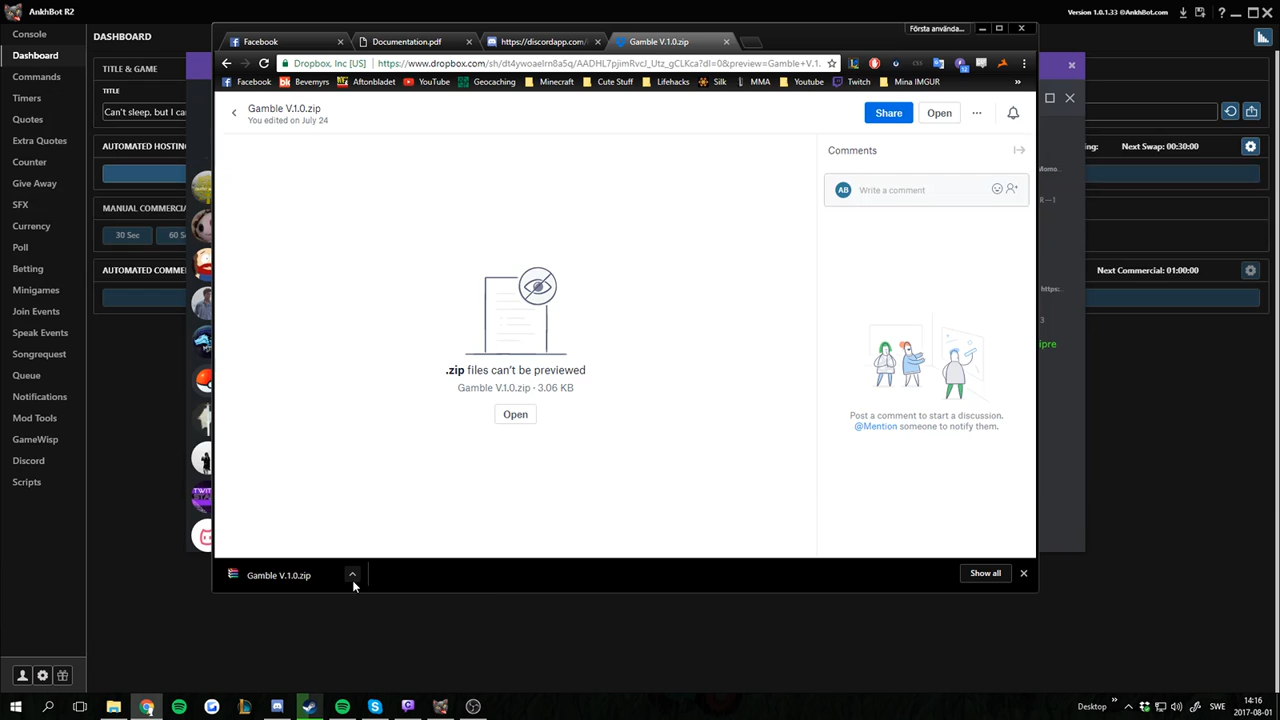 AnkhBot R2
Version 1.0.1.33 @AnkhBot.com
Console
Dashboard
Commands
Timers
Quotes
Extra Quotes
Counter
Give Away
SFX
Currency
Poll
Betting
Minigames
Join Events
Speak Events
Songrequest
Queue
Notifications
Mod Tools
GameWisp
Discord
Scripts
DASHBOARD
TITLE & GAME
TITLE
Can't sleep, but I ca
AUTOMATED HOSTING
MANUAL COMMERCIA
30 Sec
60 S
AUTOMATED COMME
Första använda...
Facebook
Documentation.pdf
https://discordapp.com/
Gamble V.1.0.zip
Dropbox, Inc [US]
https://www.dropbox.com/sh/dt4ywoaelrn8a5q/AADHL7pjimRvcJ_Utz_gCLKca?dl=0&preview=Gamble+V.1.
Facebook
Bevemyrs
Aftonbladet
YouTube
Geocaching
Minecraft
Cute Stuff
Lifehacks
Silk
MMA
Youtube
Twitch
Mina IMGUR
Gamble V.1.0.zip
You edited on July 24
Share
Open
Comments
AB
Write a comment
.zip files can't be previewed
Gamble V.1.0.zip · 3.06 KB
Open
Post a comment to start a discussion.
@Mention someone to notify them.
Gamble V.1.0.zip
Show all
ing:
Next Swap: 00:30:00
Momo...
R—1
Next Commercial: 01:00:00
https:
3
ipre
Desktop
SWE
14:16
2017-08-01